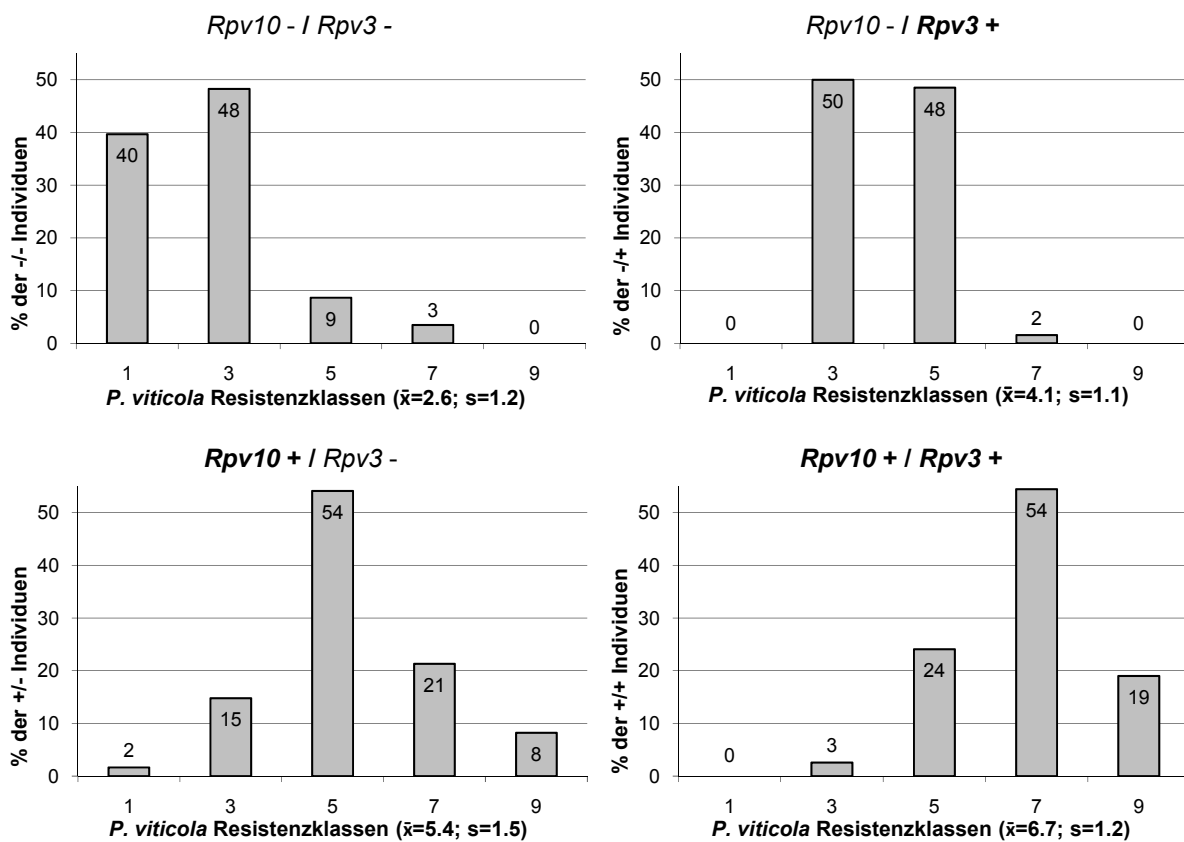 Rpv10 - / Rpv3 -
% der -/- Individuen
50
40
30
20
10
0
40
48
9
3
0
1 3 5 7 9
P. viticola Resistenzklassen (x̄=2.6; s=1.2)
Rpv10 - / Rpv3 +
% der -/+ Individuen
50
40
30
20
10
0
0
50
48
2
0
1 3 5 7 9
P. viticola Resistenzklassen (x̄=4.1; s=1.1)
Rpv10 + / Rpv3 -
% der +/- Individuen
50
40
30
20
10
0
2
15
54
21
8
1 3 5 7 9
P. viticola Resistenzklassen (x̄=5.4; s=1.5)
Rpv10 + / Rpv3 +
% der +/+ Individuen
50
40
30
20
10
0
0
3
24
54
19
1 3 5 7 9
P. viticola Resistenzklassen (x̄=6.7; s=1.2)